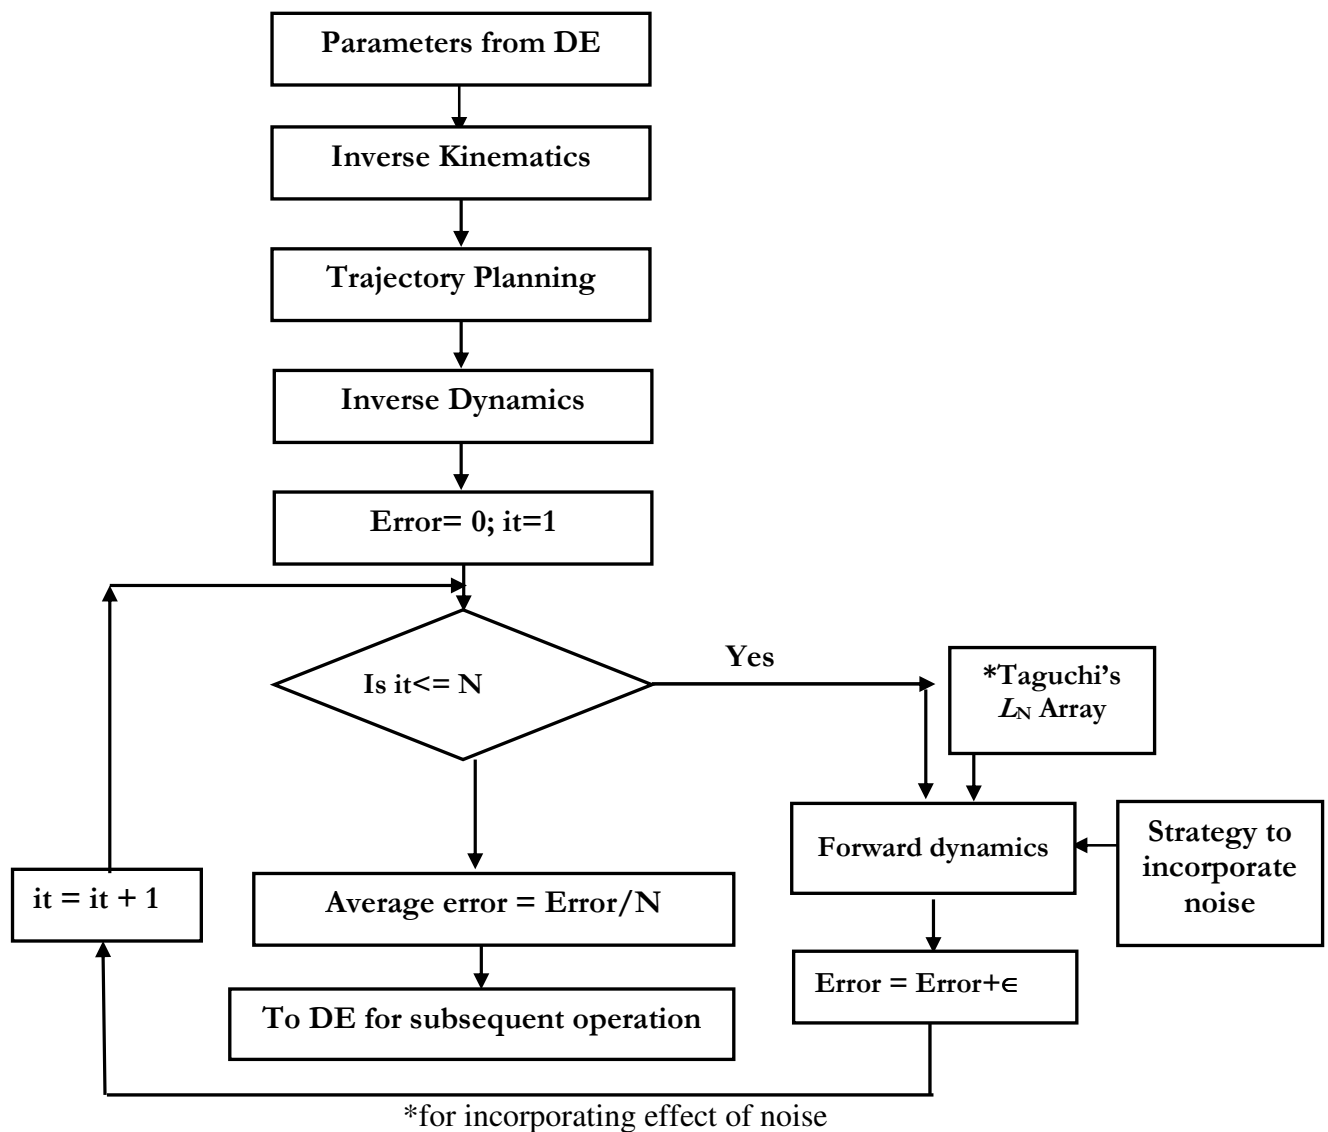 Parameters from DE
Inverse Kinematics
Trajectory Planning
Inverse Dynamics
Error= 0; it=1
Is it<= N
Yes
*Taguchi's
LN Array
Forward dynamics
Strategy to
incorporate
noise
it = it + 1
Average error = Error/N
Error = Error+∈
To DE for subsequent operation
*for incorporating effect of noise